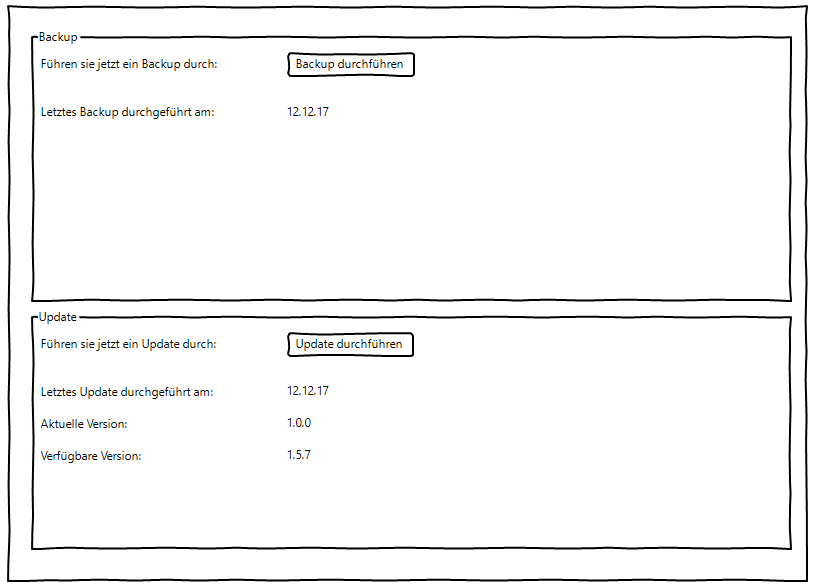 Backup
Führen sie jetzt ein Backup durch: Backup durchführen
Letztes Backup durchgeführt am: 12.12.17
Update
Führen sie jetzt ein Update durch: Update durchführen
Letztes Update durchgeführt am: 12.12.17
Aktuelle Version: 1.0.0
Verfügbare Version: 1.5.7